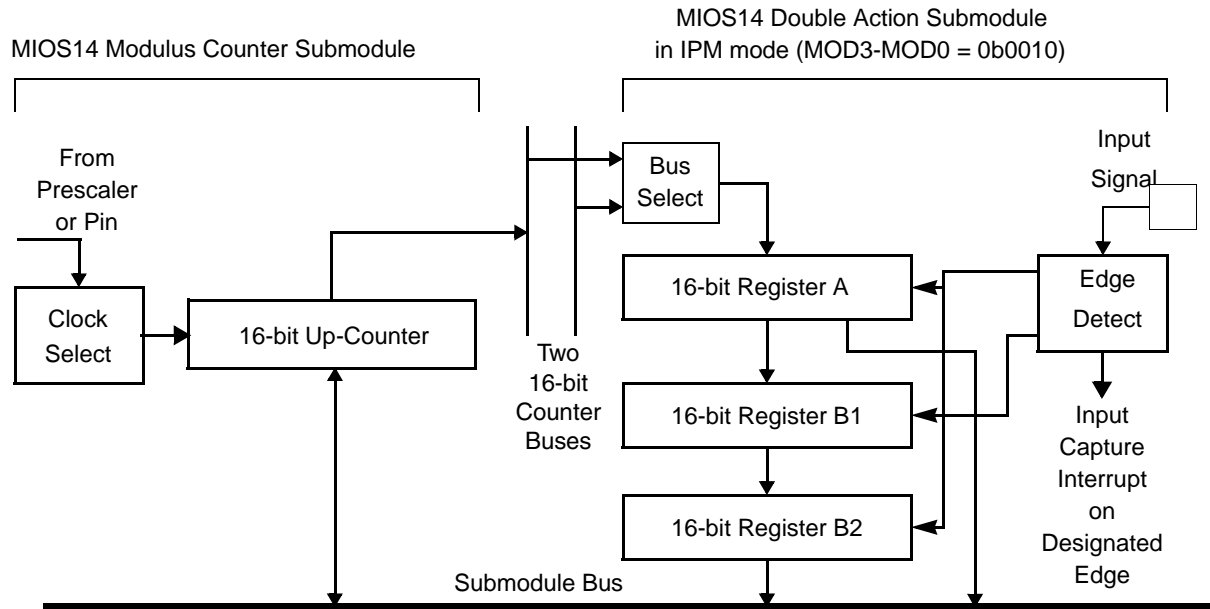 MIOS14 Modulus Counter Submodule
MIOS14 Double Action Submodule
in IPM mode (MOD3-MOD0 = 0b0010)
From
Prescaler
or Pin
Clock
Select
16-bit Up-Counter
Two
16-bit
Counter
Buses
Bus
Select
16-bit Register A
16-bit Register B1
16-bit Register B2
Input
Signal
Edge
Detect
Input
Capture
Interrupt
on
Designated
Edge
Submodule Bus